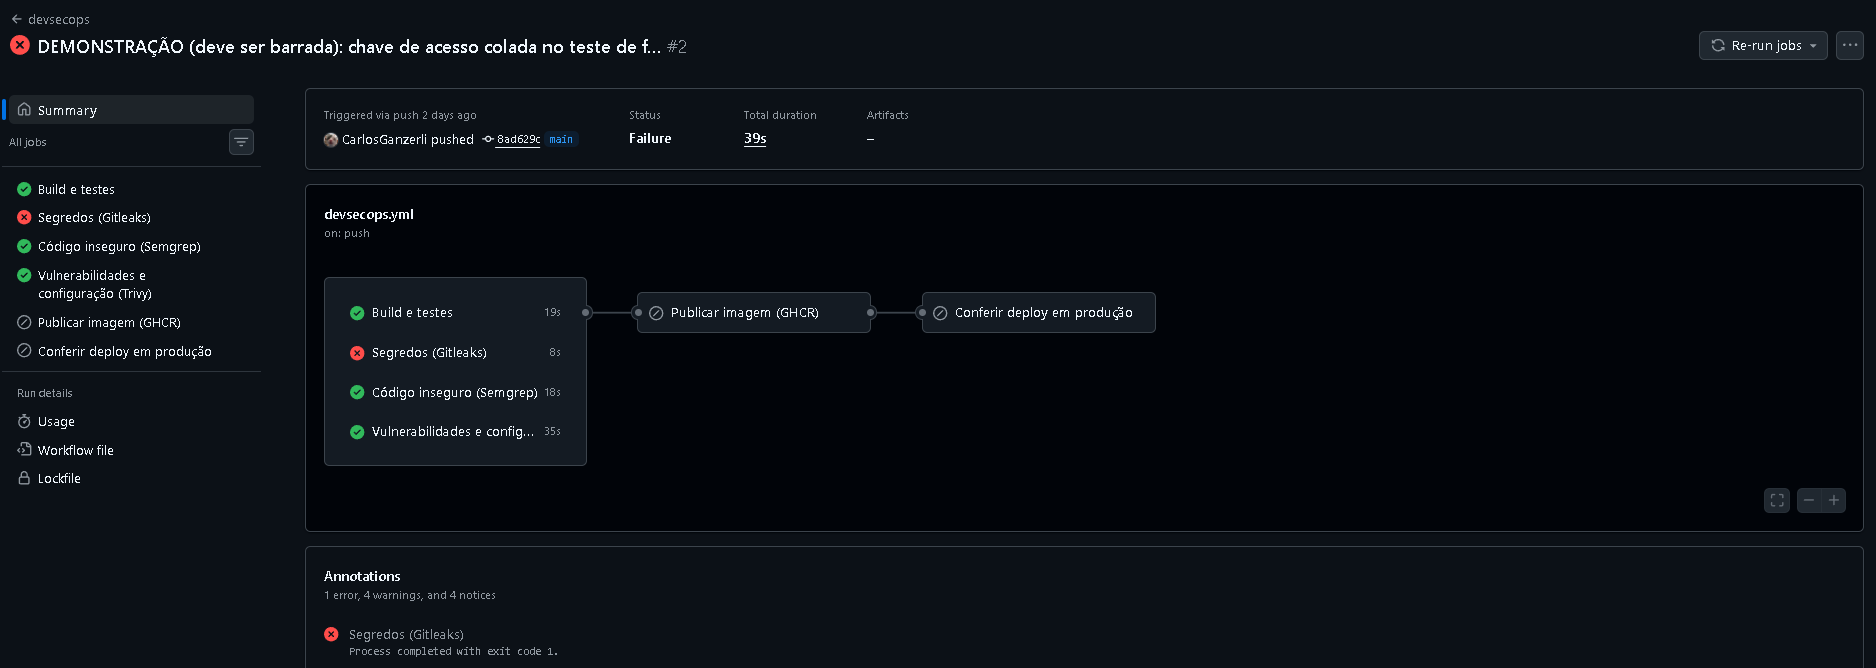 devsecops
DEMONSTRAÇÃO (deve ser barrada): chave de acesso colada no teste de f... #2
Re-run jobs
Summary
All jobs
Build e testes
Segredos (Gitleaks)
Código inseguro (Semgrep)
Vulnerabilidades e
configuração (Trivy)
Publicar imagem (GHCR)
Conferir deploy em produção
Run details
Usage
Workflow file
Lockfile
Triggered via push 2 days ago
CarlosGanzerli pushed 8ad629c main
Status
Failure
Total duration
39s
Artifacts
–
devsecops.yml
on: push
Build e testes 19s
Segredos (Gitleaks) 8s
Código inseguro (Semgrep) 18s
Vulnerabilidades e config... 35s
Publicar imagem (GHCR)
Conferir deploy em produção
Annotations
1 error, 4 warnings, and 4 notices
Segredos (Gitleaks)
Process completed with exit code 1.